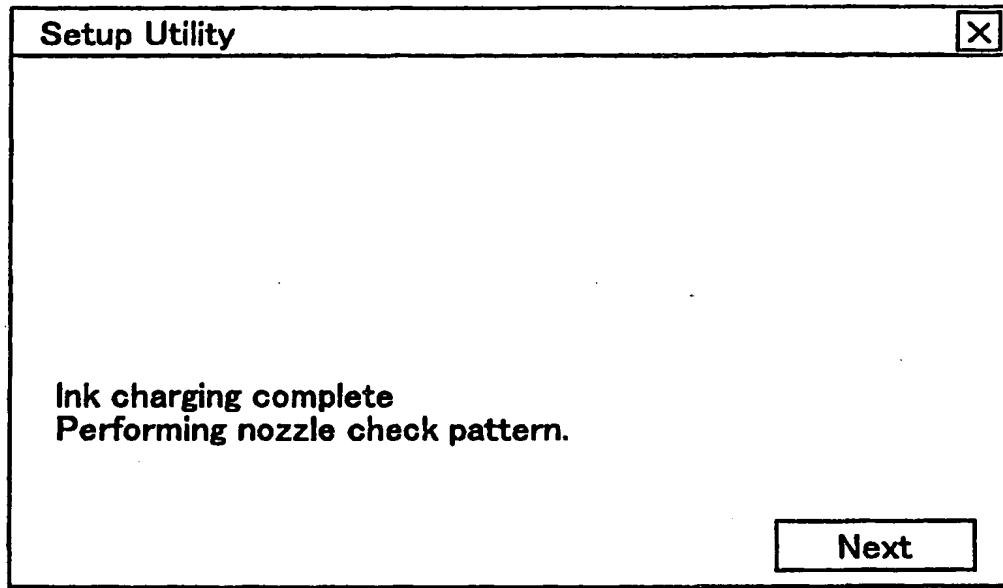 Setup Utility
Ink charging complete
Performing nozzle check pattern.
Next